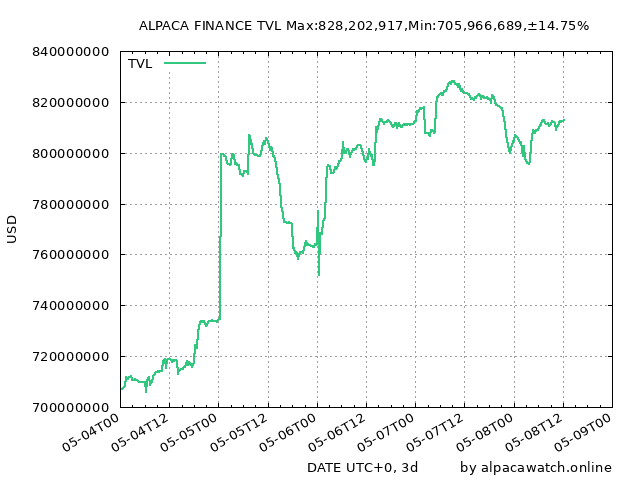 ALPACA FINANCE TVL Max:828,202,917,Min:705,966,689,±14.75%
TVL
840000000
820000000
800000000
780000000
760000000
740000000
720000000
700000000
USD
05-04T00
05-04T12
05-05T00
05-05T12
05-06T00
05-06T12
05-07T00
05-07T12
05-08T00
05-08T12
05-09T00
DATE UTC+0, 3d
by alpacawatch.online